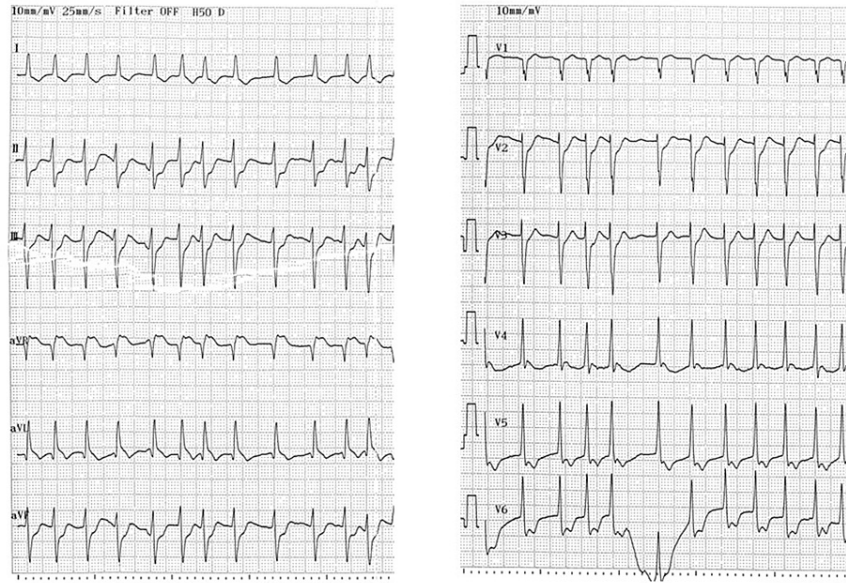 10mm/mV 25mm/s Filter OFF H50 D
I
II
III
aVR
aVL
aVF
10mm/mV
V1
V2
V3
V4
V5
V6